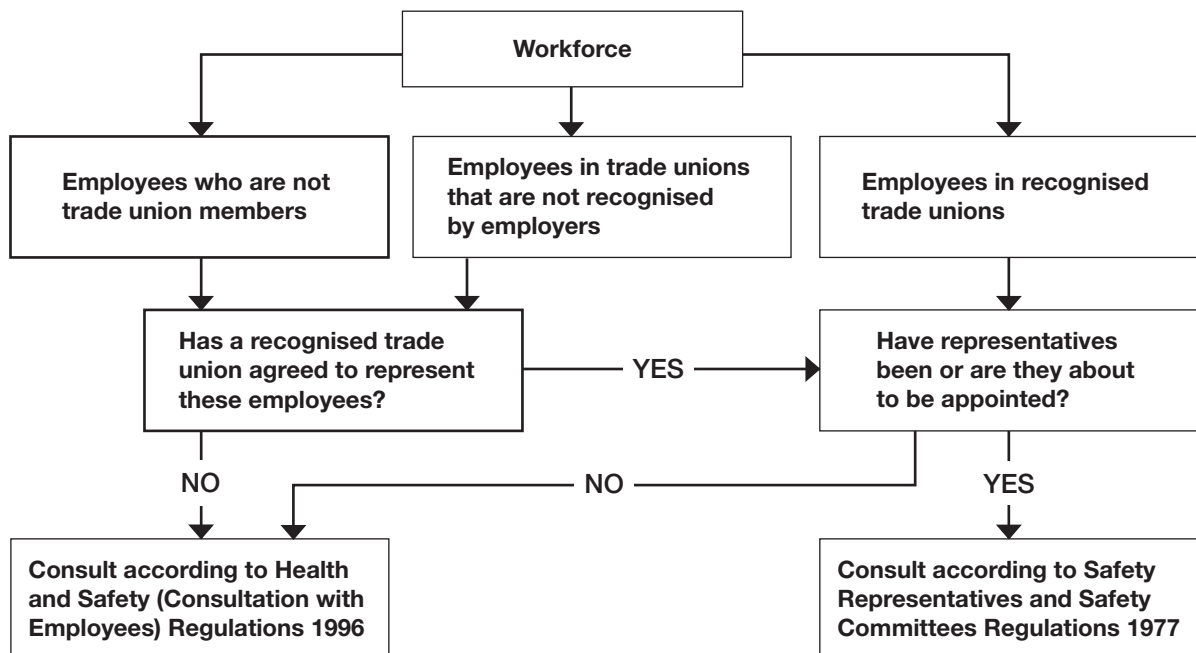 Workforce
Employees who are not
trade union members
Employees in trade unions
that are not recognised
by employers
Employees in recognised
trade unions
Has a recognised trade
union agreed to represent
these employees?
YES
Have representatives
been or are they about
to be appointed?
NO
NO
YES
Consult according to Health
and Safety (Consultation with
Employees) Regulations 1996
Consult according to Safety
Representatives and Safety
Committees Regulations 1977